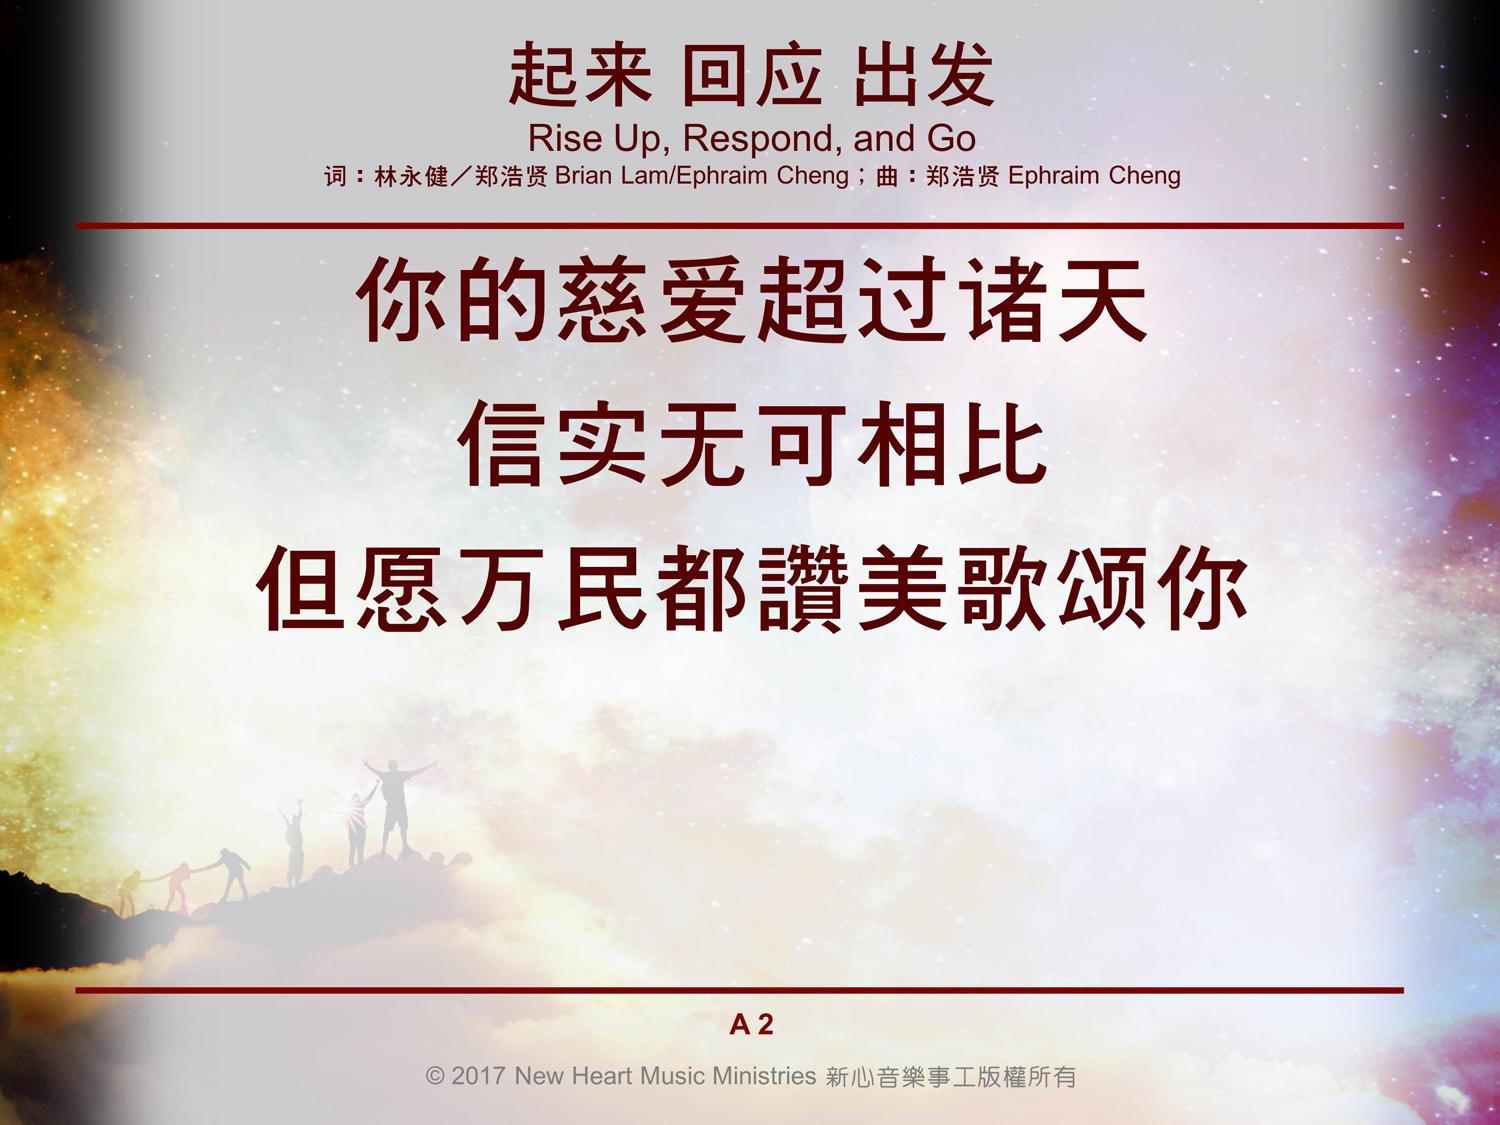 起来 回应 出发
Rise Up, Respond, and Go
词：林永健／郑浩贤 Brian Lam/Ephraim Cheng；曲：郑浩贤 Ephraim Cheng
你的慈爱超过诸天
信实无可相比
但愿万民都讚美歌颂你
A 2
© 2017 New Heart Music Ministries 新心音樂事工版權所有